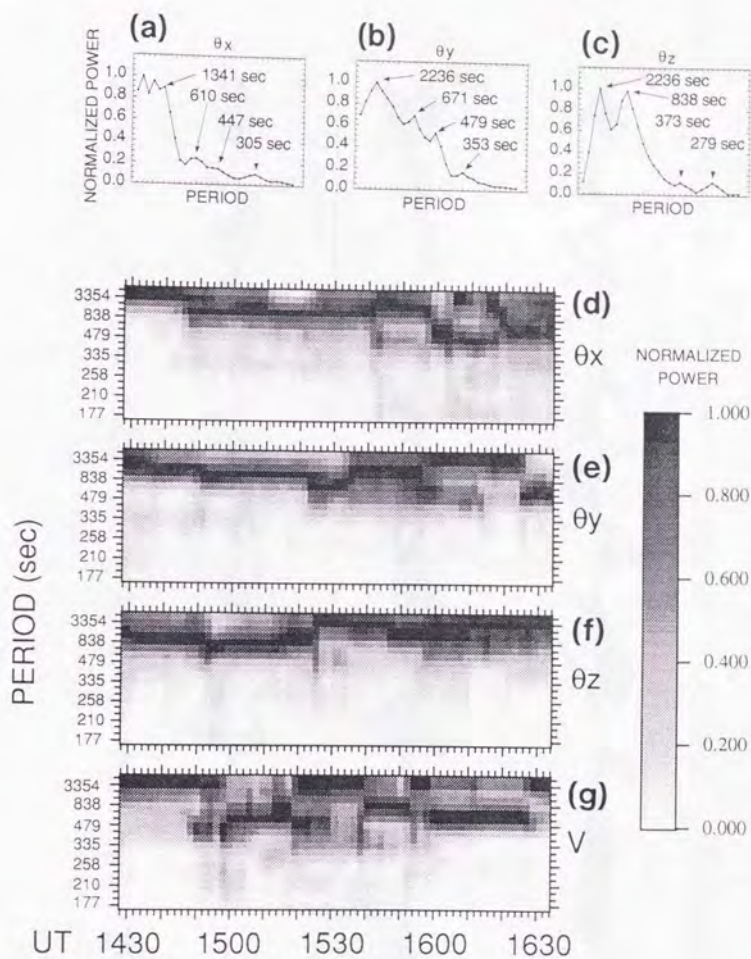 (a) (b) (c)
θx θy θz
NORMALIZED POWER
1.0 0.8 0.6 0.4 0.2 0.0
1341 sec
610 sec
447 sec
305 sec
PERIOD
1.0 0.8 0.6 0.4 0.2 0.0
2236 sec
671 sec
479 sec
353 sec
PERIOD
1.0 0.8 0.6 0.4 0.2 0.0
2236 sec
838 sec
373 sec
279 sec
PERIOD
PERIOD (sec)
3354
838
479
335
258
210
177
(d)
θx
3354
838
479
335
258
210
177
(e)
θy
3354
838
479
335
258
210
177
(f)
θz
3354
838
479
335
258
210
177
(g)
V
UT 1430 1500 1530 1600 1630
NORMALIZED
POWER
1.000
0.800
0.600
0.400
0.200
0.000